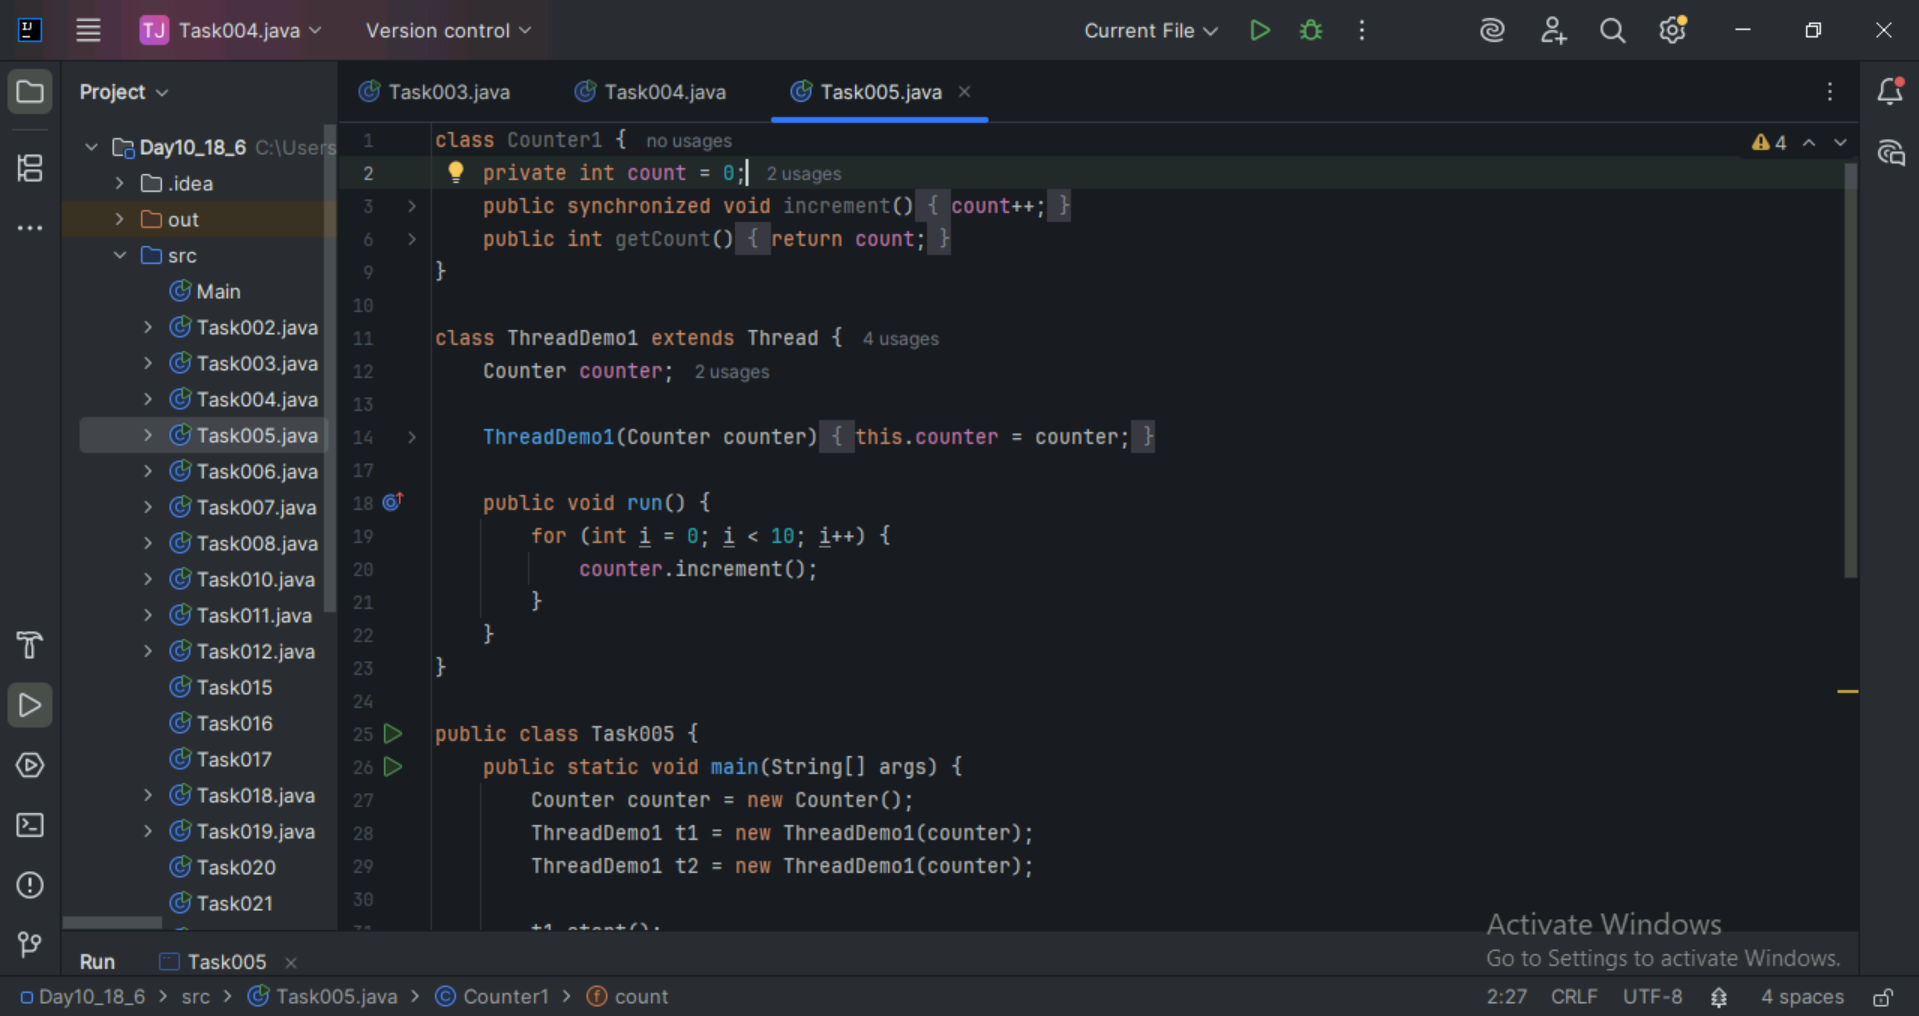 TJ Task004.java Version control Current File
Project Task003.java Task004.java Task005.java
Day10_18_6 C:\Users
.idea
out
src
Main
Task002.java
Task003.java
Task004.java
Task005.java
Task006.java
Task007.java
Task008.java
Task010.java
Task011.java
Task012.java
Task015
Task016
Task017
Task018.java
Task019.java
Task020
Task021
4
1 class Counter1 { no usages
2 private int count = 0; 2 usages
3 public synchronized void increment() { count++; }
6 public int getCount() { return count; }
9 }
10
11 class ThreadDemo1 extends Thread { 4 usages
12 Counter counter; 2 usages
13
14 ThreadDemo1(Counter counter) { this.counter = counter; }
17
18 public void run() {
19 for (int i = 0; i < 10; i++) {
20 counter.increment();
21 }
22 }
23 }
24
25 public class Task005 {
26 public static void main(String[] args) {
27 Counter counter = new Counter();
28 ThreadDemo1 t1 = new ThreadDemo1(counter);
29 ThreadDemo1 t2 = new ThreadDemo1(counter);
30
31 t1.start();
Activate Windows
Go to Settings to activate Windows.
Run Task005
Day10_18_6 > src > Task005.java > Counter1 > count 2:27 CRLF UTF-8 4 spaces